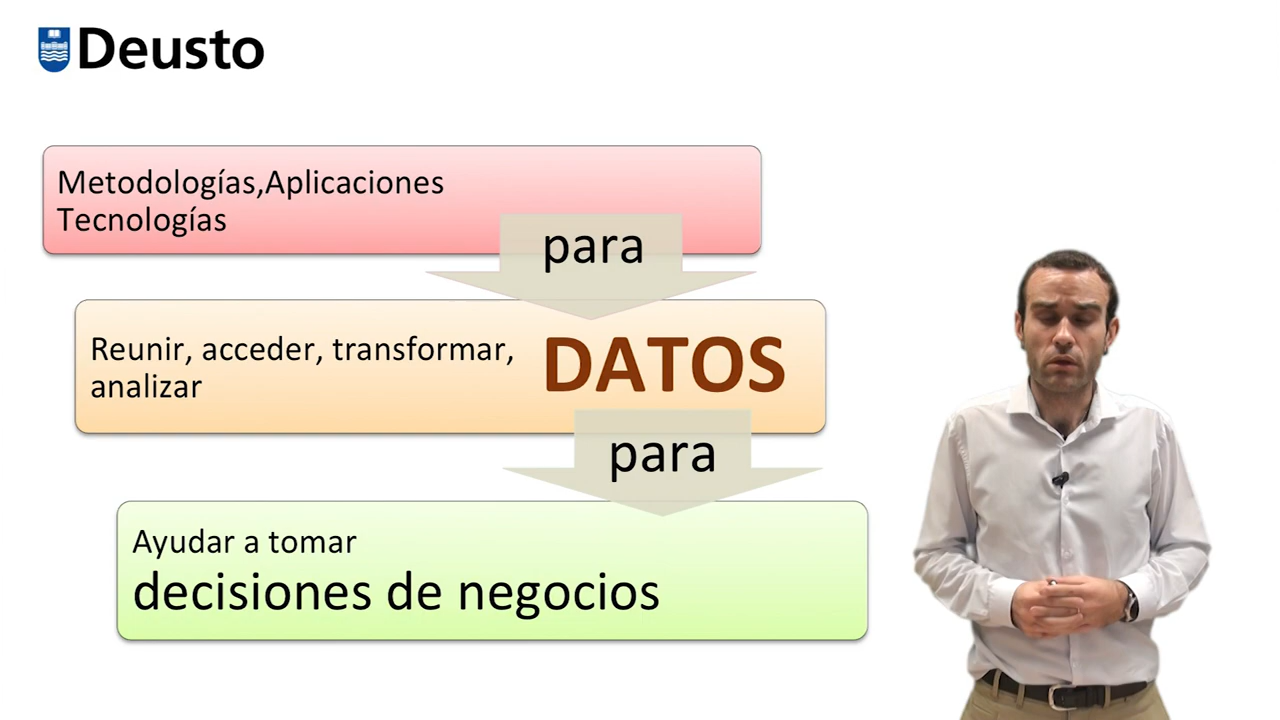 Deusto
Metodologías,Aplicaciones
Tecnologías
para
Reunir, acceder, transformar,
analizar
DATOS
para
Ayudar a tomar
decisiones de negocios